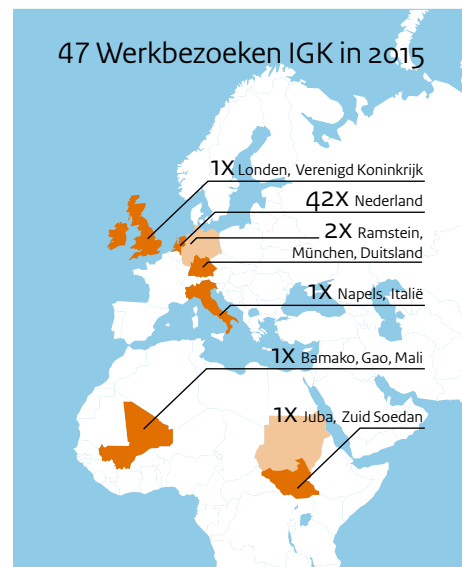 47 Werkbezoeken IGK in 2015
1X Londen, Verenigd Koninkrijk
42X Nederland
2X Ramstein,
München, Duitsland
1X Napels, Italië
1X Bamako, Gao, Mali
1X Juba, Zuid Soedan